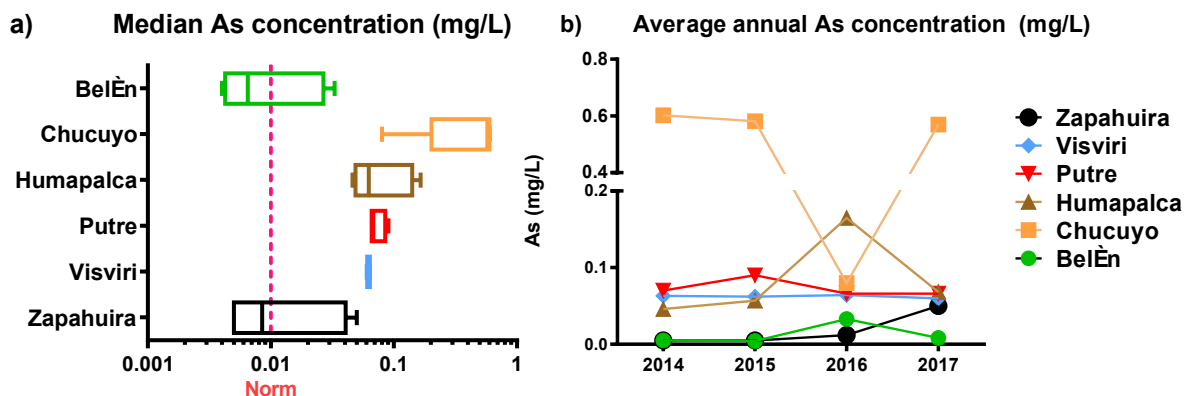 a) Median As concentration (mg/L)
BelÈn
Chucuyo
Humapalca
Putre
Visviri
Zapahuira
0.001 0.01 0.1 1
Norm
b) Average annual As concentration (mg/L)
As (mg/L)
0.8
0.6
0.4
0.2
0.1
0.0
2014 2015 2016 2017
Zapahuira
Visviri
Putre
Humapalca
Chucuyo
BelÈn